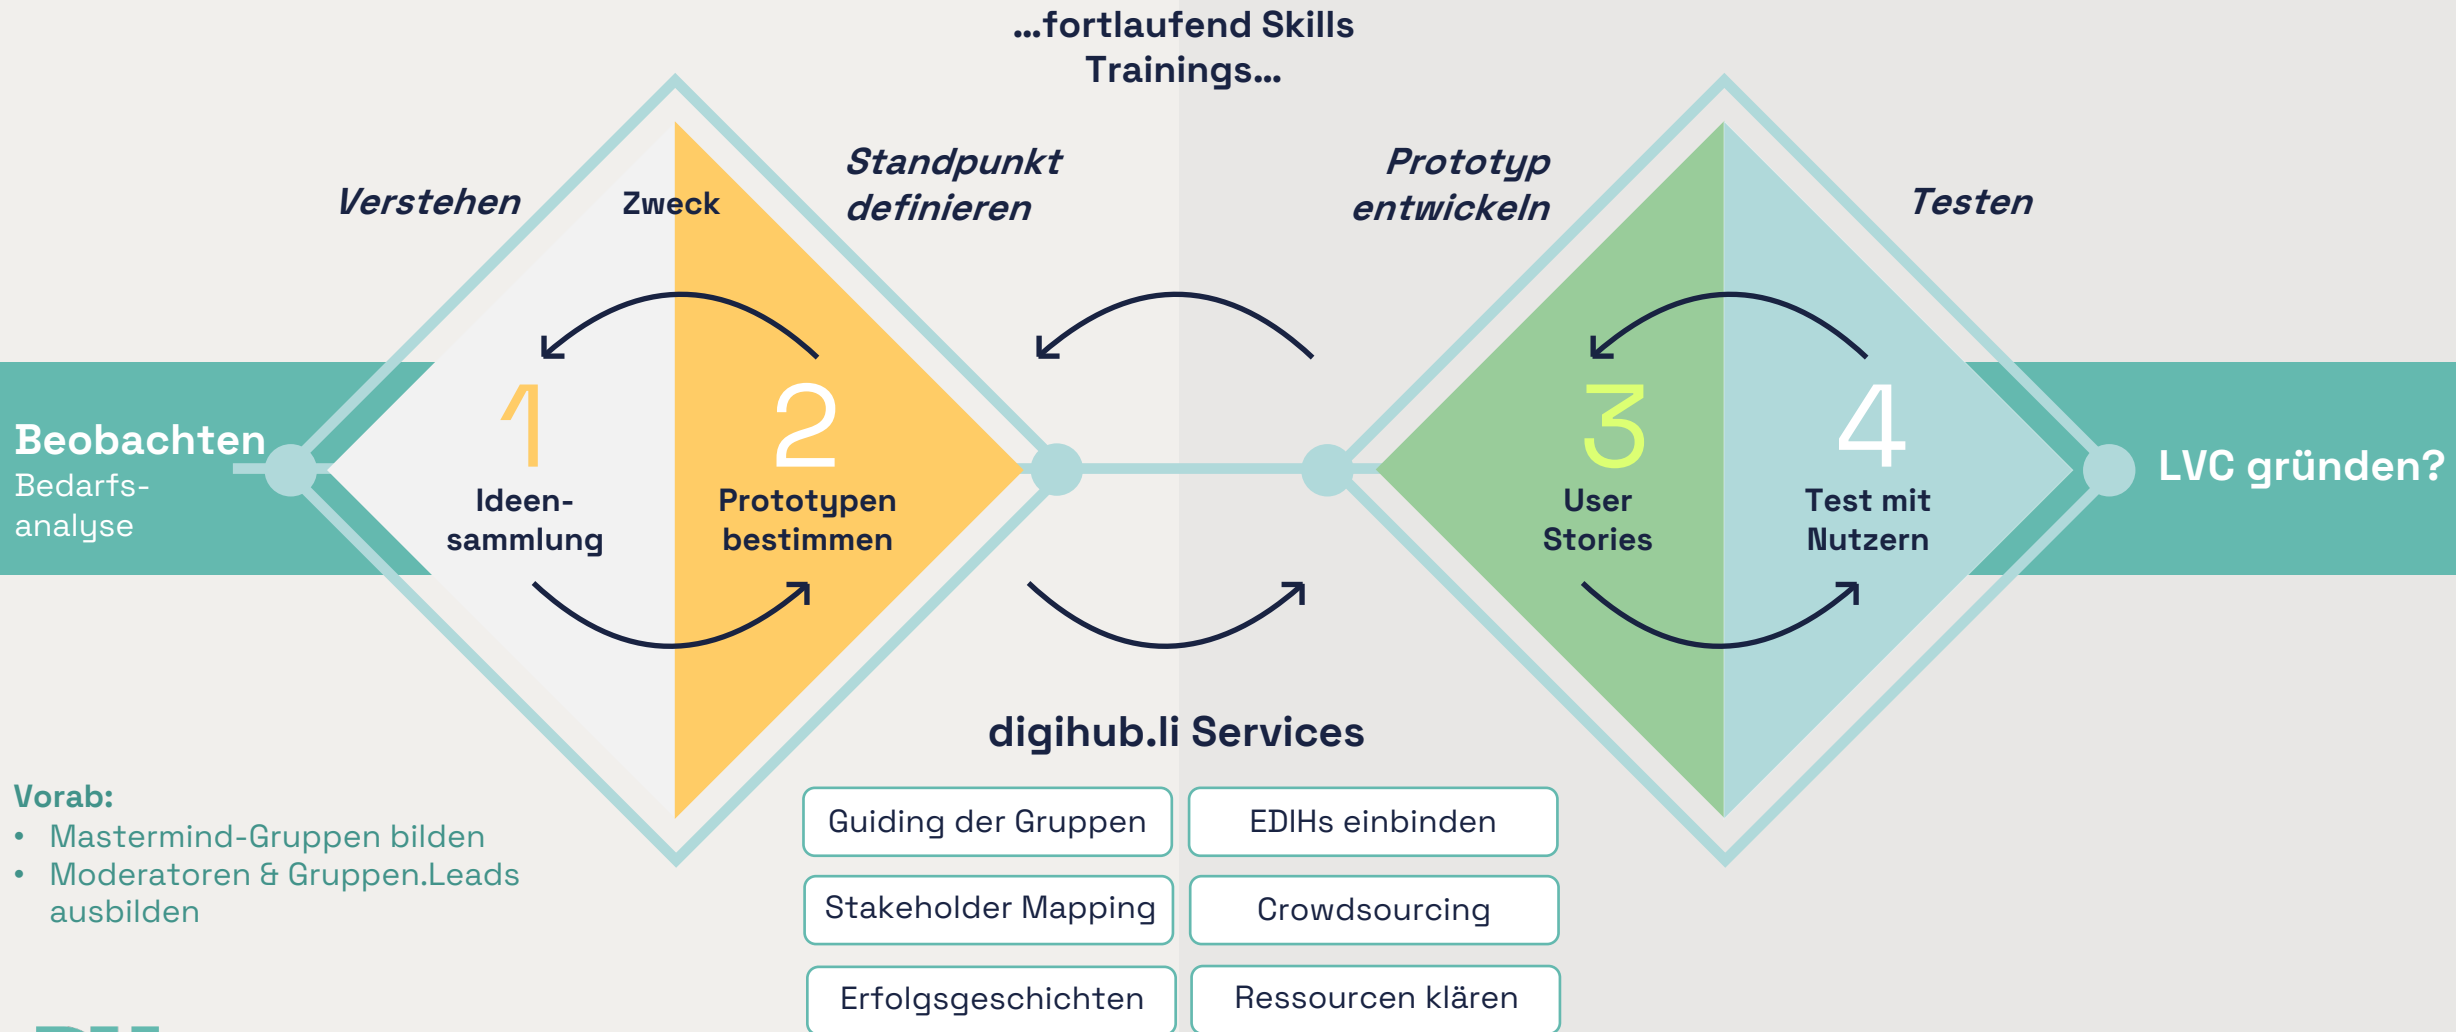 ...fortlaufend Skills
Trainings...
Verstehen
Zweck
Standpunkt
definieren
Prototyp
entwickeln
Testen
Beobachten
Bedarfs-
analyse
1
Ideen-
sammlung
2
Prototypen
bestimmen
3
User
Stories
4
Test mit
Nutzern
LVC gründen?
digihub.li Services
Guiding der Gruppen
EDIHs einbinden
Stakeholder Mapping
Crowdsourcing
Erfolgsgeschichten
Ressourcen klären
Vorab:
• Mastermind-Gruppen bilden
• Moderatoren & Gruppen.Leads
ausbilden